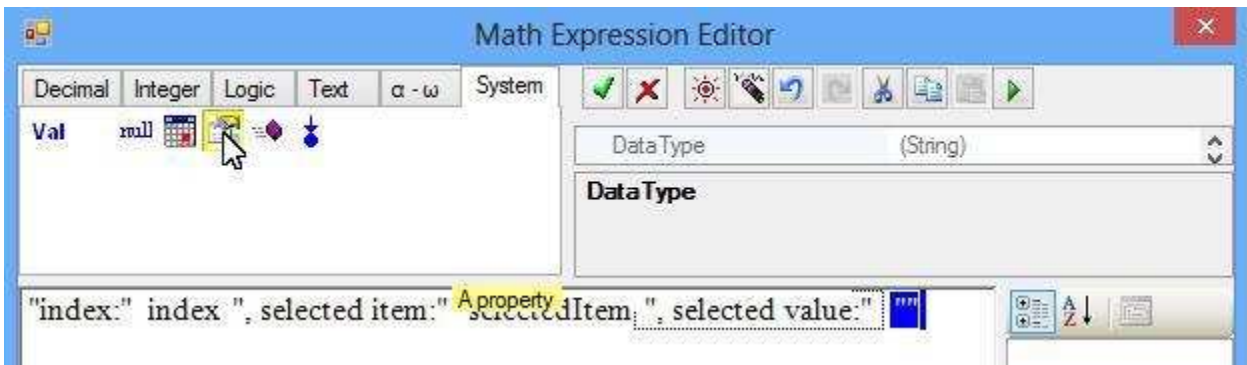 Math Expression Editor
Decimal Integer Logic Text α - ω System
Val null
DataType (String)
DataType
"index:" index ", selected item:" selectedItem ", selected value:" ""
A property
A Z